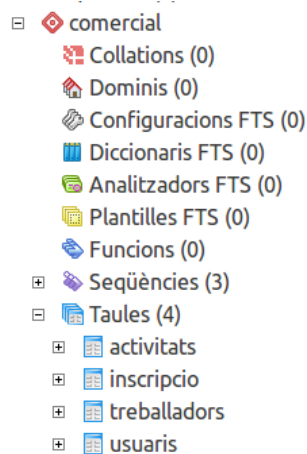 comercial
Collations (0)
Dominis (0)
Configuracions FTS (0)
Diccionaris FTS (0)
Analitzadors FTS (0)
Plantilles FTS (0)
Funcions (0)
Seqüències (3)
Taules (4)
activitats
inscripcio
treballadors
usuaris